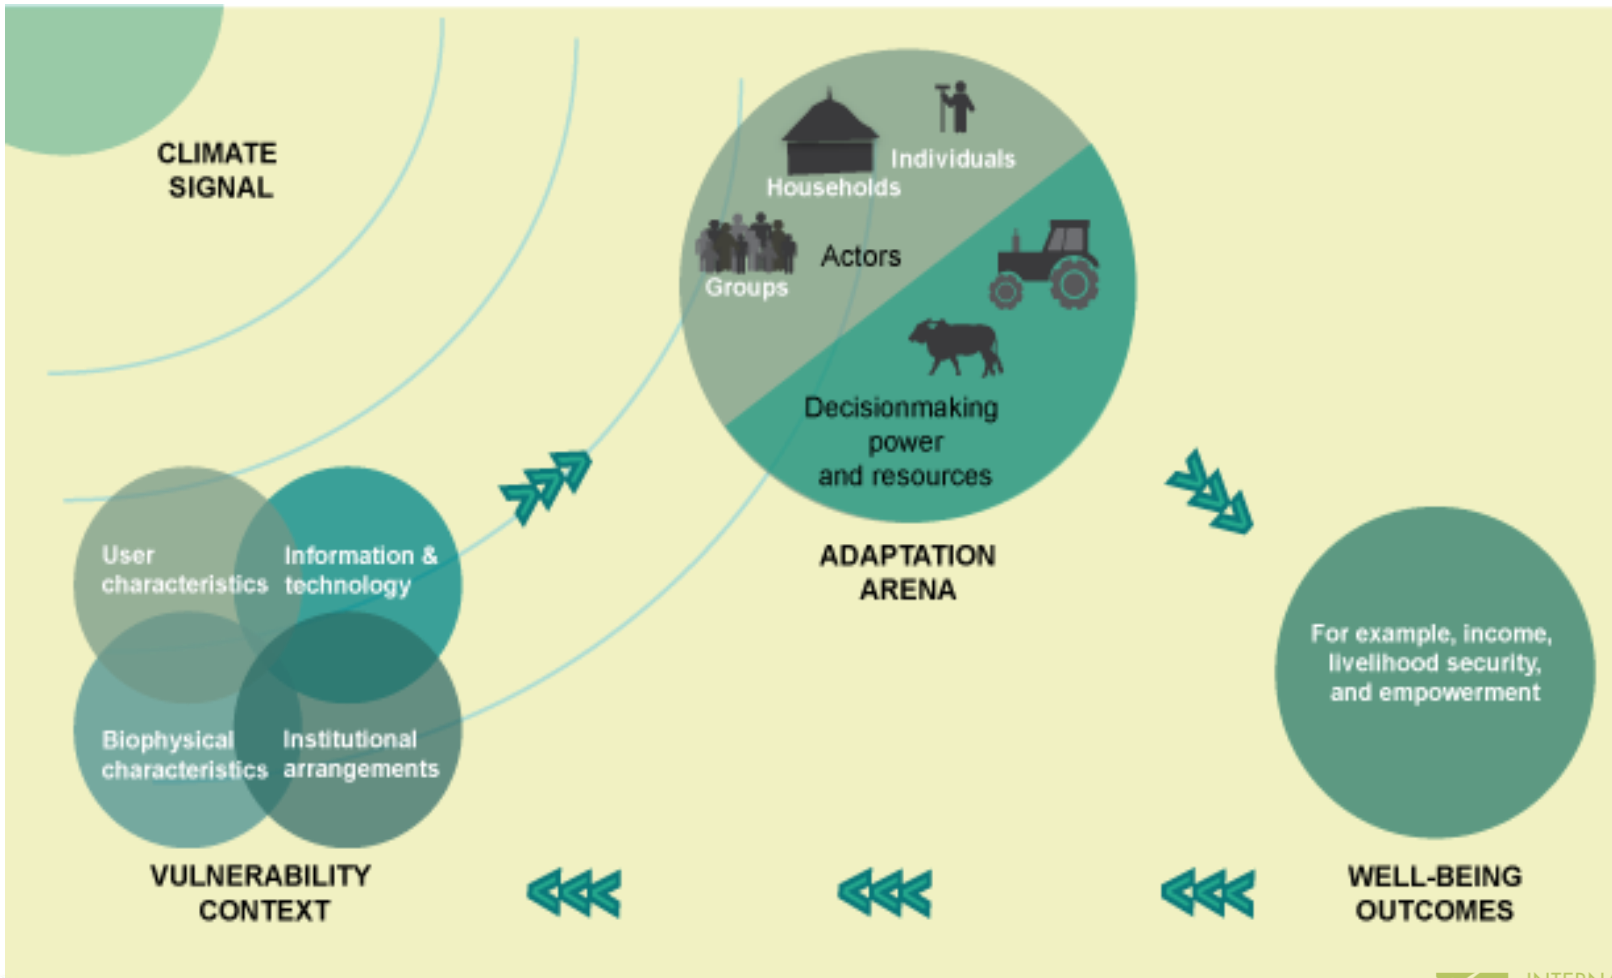 CLIMATE
SIGNAL
Individuals
Households
Actors
Groups
Decisionmaking
power
and resources
ADAPTATION
ARENA
User
characteristics
Information &
technology
Biophysical
characteristics
Institutional
arrangements
VULNERABILITY
CONTEXT
For example, income,
livelihood security,
and empowerment
WELL-BEING
OUTCOMES